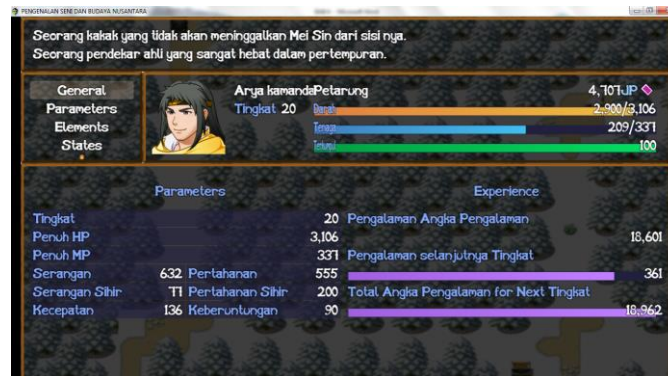 PENGENALAN SENI DAN BUDAYA NUSANTARA
Seorang kakak yang tidak akan meninggalkan Mei Sin dari sisi nya.
Seorang pendekar ahli yang sangat hebat dalam pertempuran.
General
Parameters
Elements
States
Arya kamandaPetarung
4,707JP
Tingkat 20
Darah 2,900/3,106
Tenaga 209/337
100
Parameters
Experience
Tingkat 20 Pengalaman Angka Pengalaman
Penuh HP 3,106 18,601
Penuh MP 337 Pengalaman selanjutnya Tingkat
Serangan 632 Pertahanan 555 361
Serangan Sihir 77 Pertahanan Sihir 200 Total Angka Pengalaman for Next Tingkat
Kecepatan 136 Keberuntungan 90 18,962